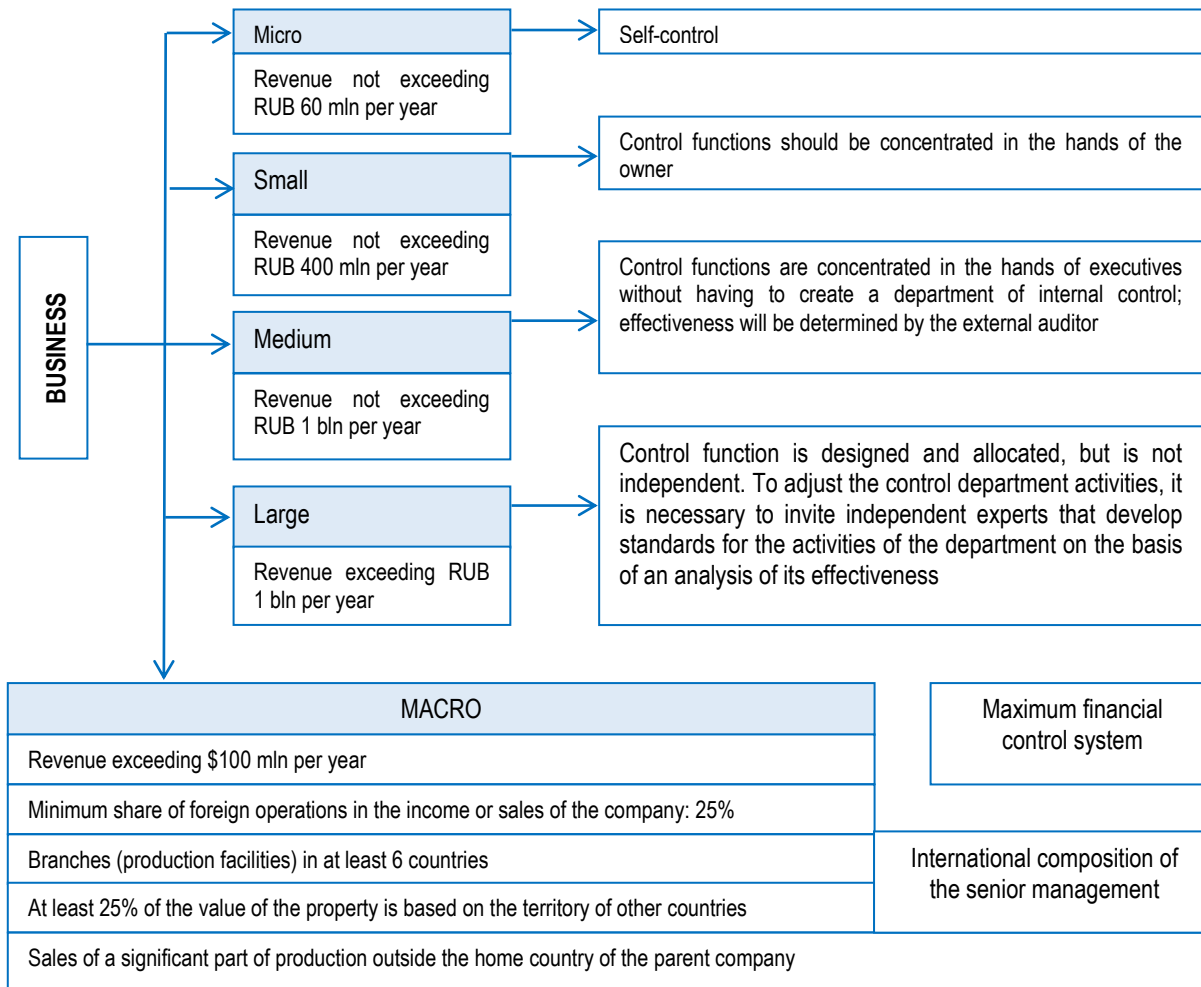 BUSINESS
Micro
Revenue not exceeding
RUB 60 mln per year
Self-control
Small
Revenue not exceeding
RUB 400 mln per year
Control functions should be concentrated in the hands of the
owner
Medium
Revenue not exceeding
RUB 1 bln per year
Control functions are concentrated in the hands of executives
without having to create a department of internal control;
effectiveness will be determined by the external auditor
Large
Revenue exceeding RUB
1 bln per year
Control function is designed and allocated, but is not
independent. To adjust the control department activities, it
is necessary to invite independent experts that develop
standards for the activities of the department on the basis
of an analysis of its effectiveness
MACRO
Revenue exceeding $100 mln per year
Minimum share of foreign operations in the income or sales of the company: 25%
Branches (production facilities) in at least 6 countries
At least 25% of the value of the property is based on the territory of other countries
Sales of a significant part of production outside the home country of the parent company
Maximum financial
control system
International composition of
the senior management